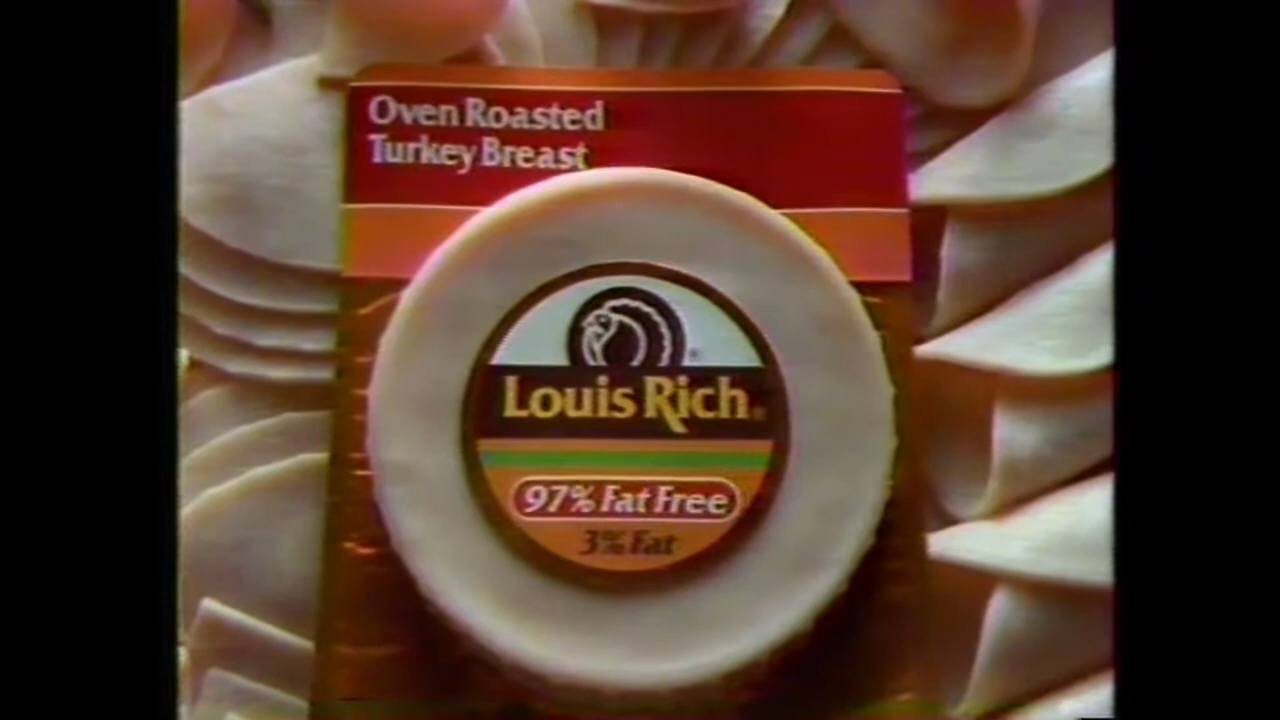 Oven Roasted
Turkey Breast
Louis Rich®
97% Fat Free
3% Fat